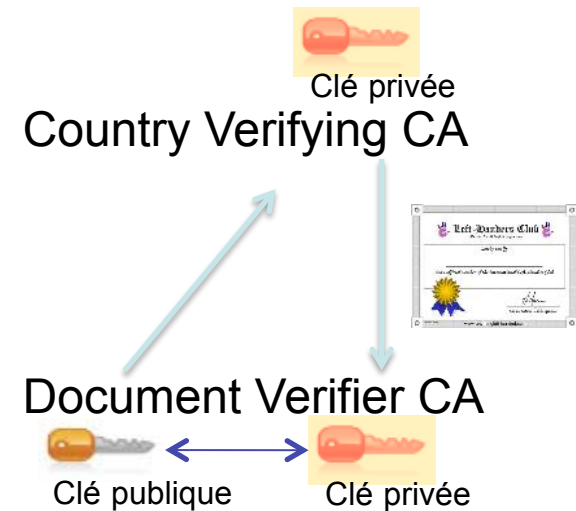 Clé privée
Country Verifying CA
Left-Handers Club
Document Verifier CA
Clé publique
Clé privée